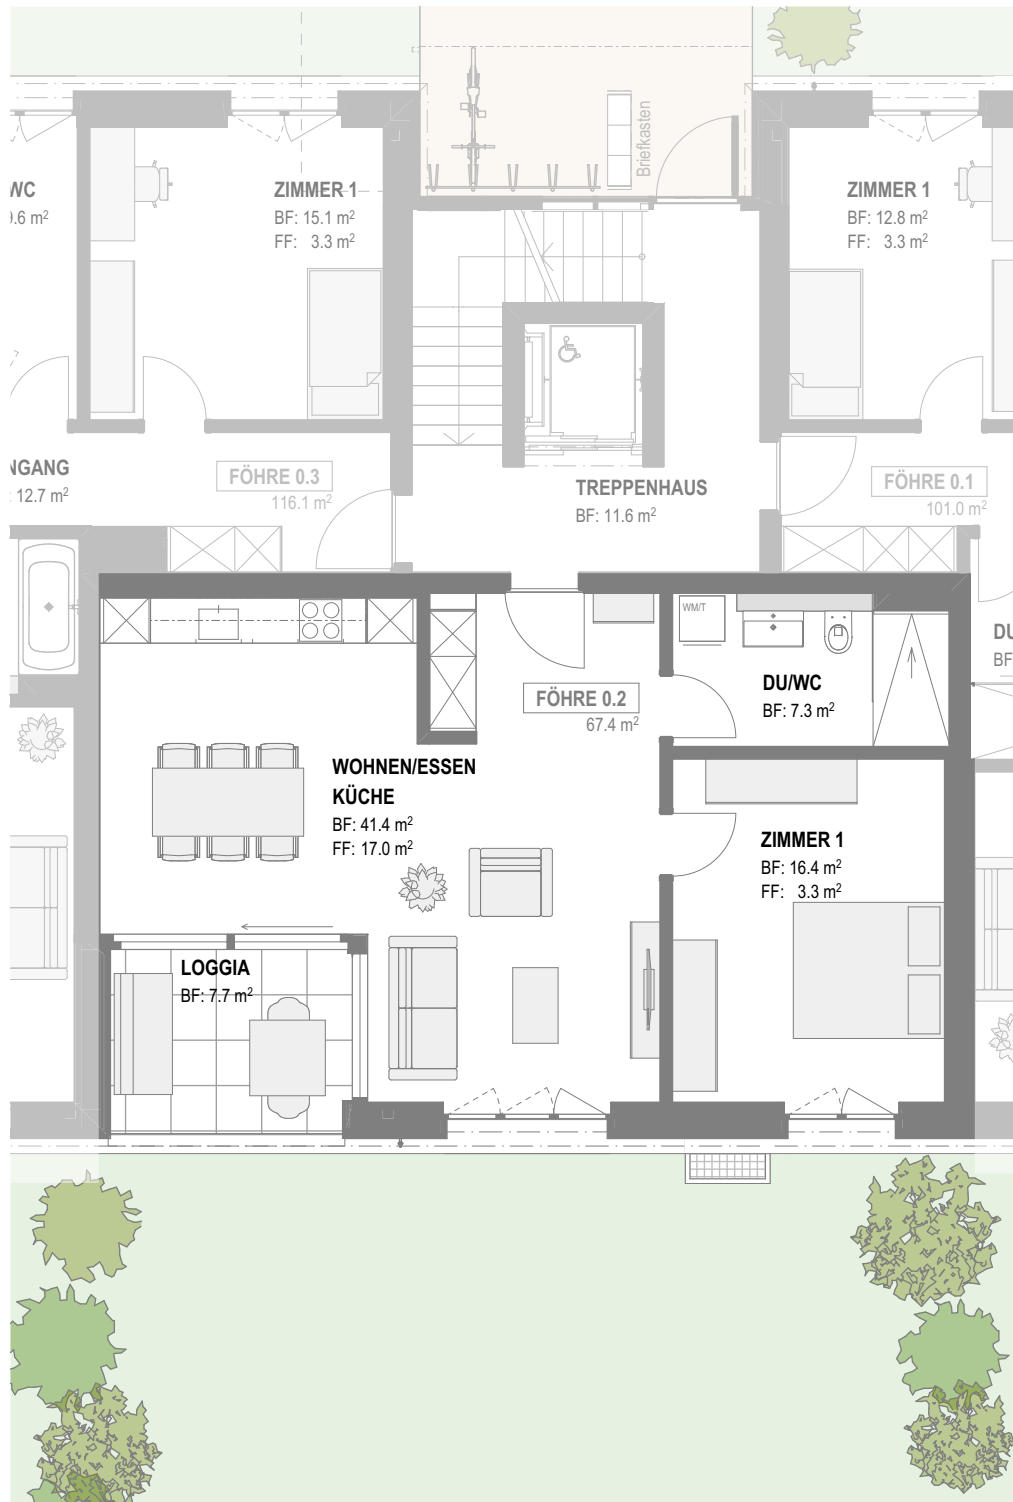 Briefkasten
WC
9.6 m²
ZIMMER 1
BF: 15.1 m²
FF: 3.3 m²
ZIMMER 1
BF: 12.8 m²
FF: 3.3 m²
NGANG
: 12.7 m²
FÖHRE 0.3
116.1 m²
TREPPENHAUS
BF: 11.6 m²
FÖHRE 0.1
101.0 m²
WM/T
DU
BF
DU/WC
BF: 7.3 m²
FÖHRE 0.2
67.4 m²
WOHNEN/ESSEN
KÜCHE
BF: 41.4 m²
FF: 17.0 m²
ZIMMER 1
BF: 16.4 m²
FF: 3.3 m²
LOGGIA
BF: 7.7 m²